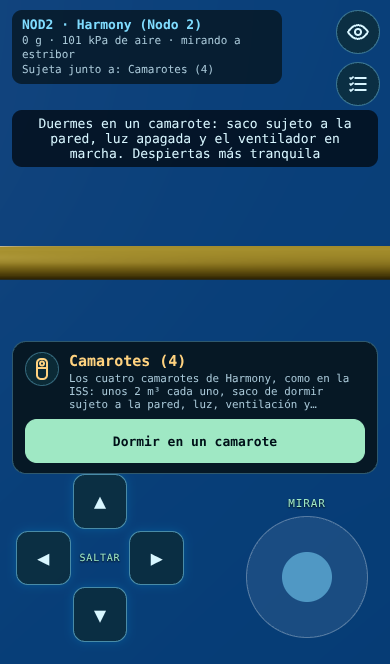 NOD2 · Harmony (Nodo 2)
0 g · 101 kPa de aire · mirando a
estribor
Sujeta junto a: Camarotes (4)
Duermes en un camarote: saco sujeto a la
pared, luz apagada y el ventilador en
marcha. Despiertas más tranquila
Camarotes (4)
Los cuatro camarotes de Harmony, como en la
ISS: unos 2 m³ cada uno, saco de dormir
sujeto a la pared, luz, ventilación y…
Dormir en un camarote
SALTAR
MIRAR